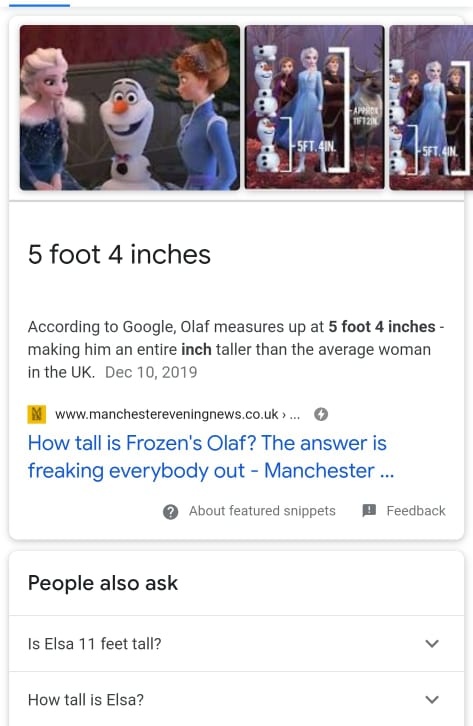 APPROX
11FT 2IN.
5FT. 4IN.
5FT. 4IN.
5 foot 4 inches
According to Google, Olaf measures up at 5 foot 4 inches -
making him an entire inch taller than the average woman
in the UK. Dec 10, 2019
www.manchestereveningnews.co.uk › ...
How tall is Frozen's Olaf? The answer is
freaking everybody out - Manchester ...
About featured snippets
Feedback
People also ask
Is Elsa 11 feet tall?
How tall is Elsa?